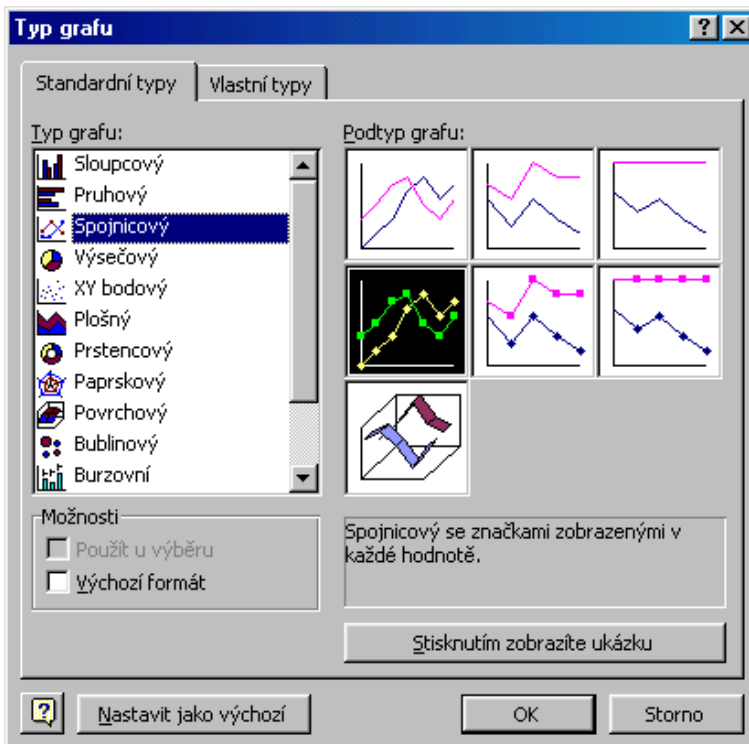 Typ grafu
Standardní typy
Vlastní typy
Typ grafu:
Sloupcový
Pruhový
Spojnicový
Výsečový
XY bodový
Plošný
Prstencový
Paprskový
Povrchový
Bublinový
Burzovní
Podtyp grafu:
Možnosti
Použít u výběru
Výchozí formát
Spojnicový se značkami zobrazenými v
každé hodnotě.
Stisknutím zobrazíte ukázku
Nastavit jako výchozí
OK
Storno